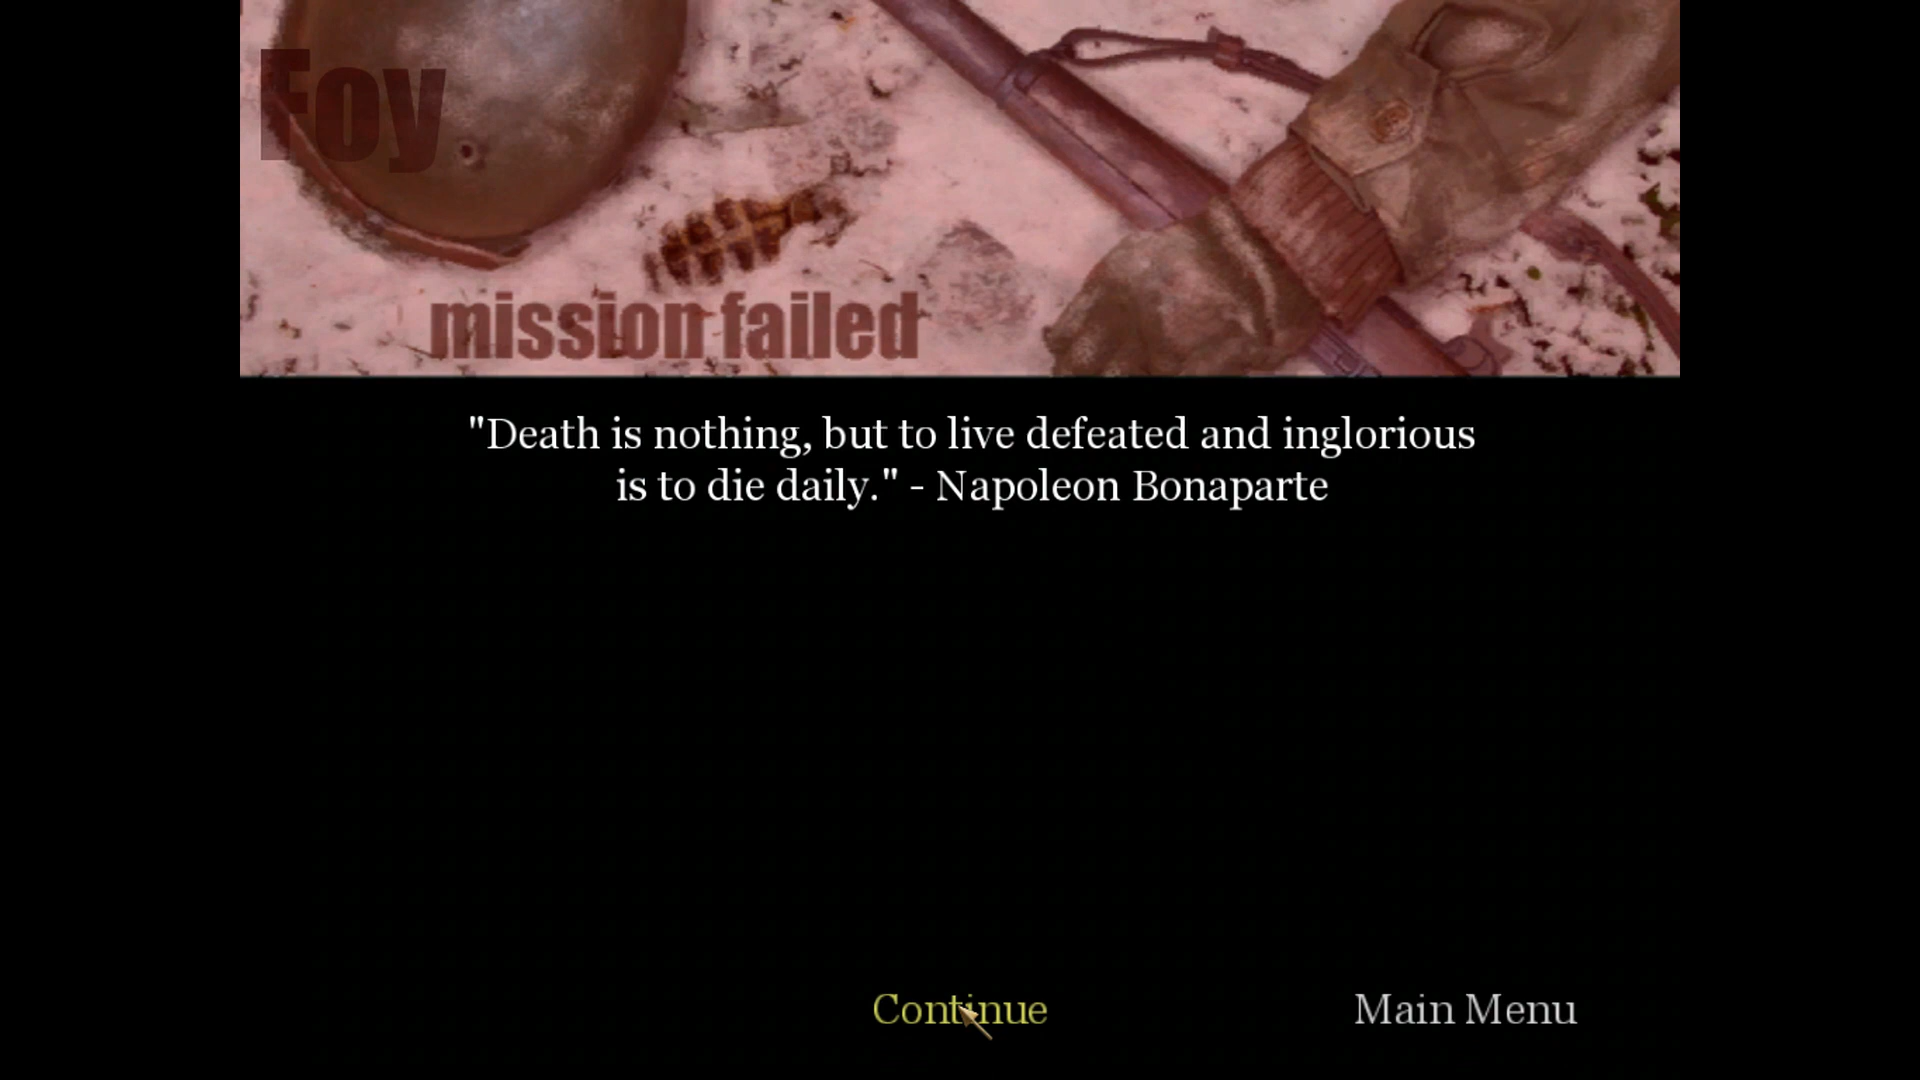 Foy
mission failed
"Death is nothing, but to live defeated and inglorious
is to die daily." - Napoleon Bonaparte
Continue
Main Menu